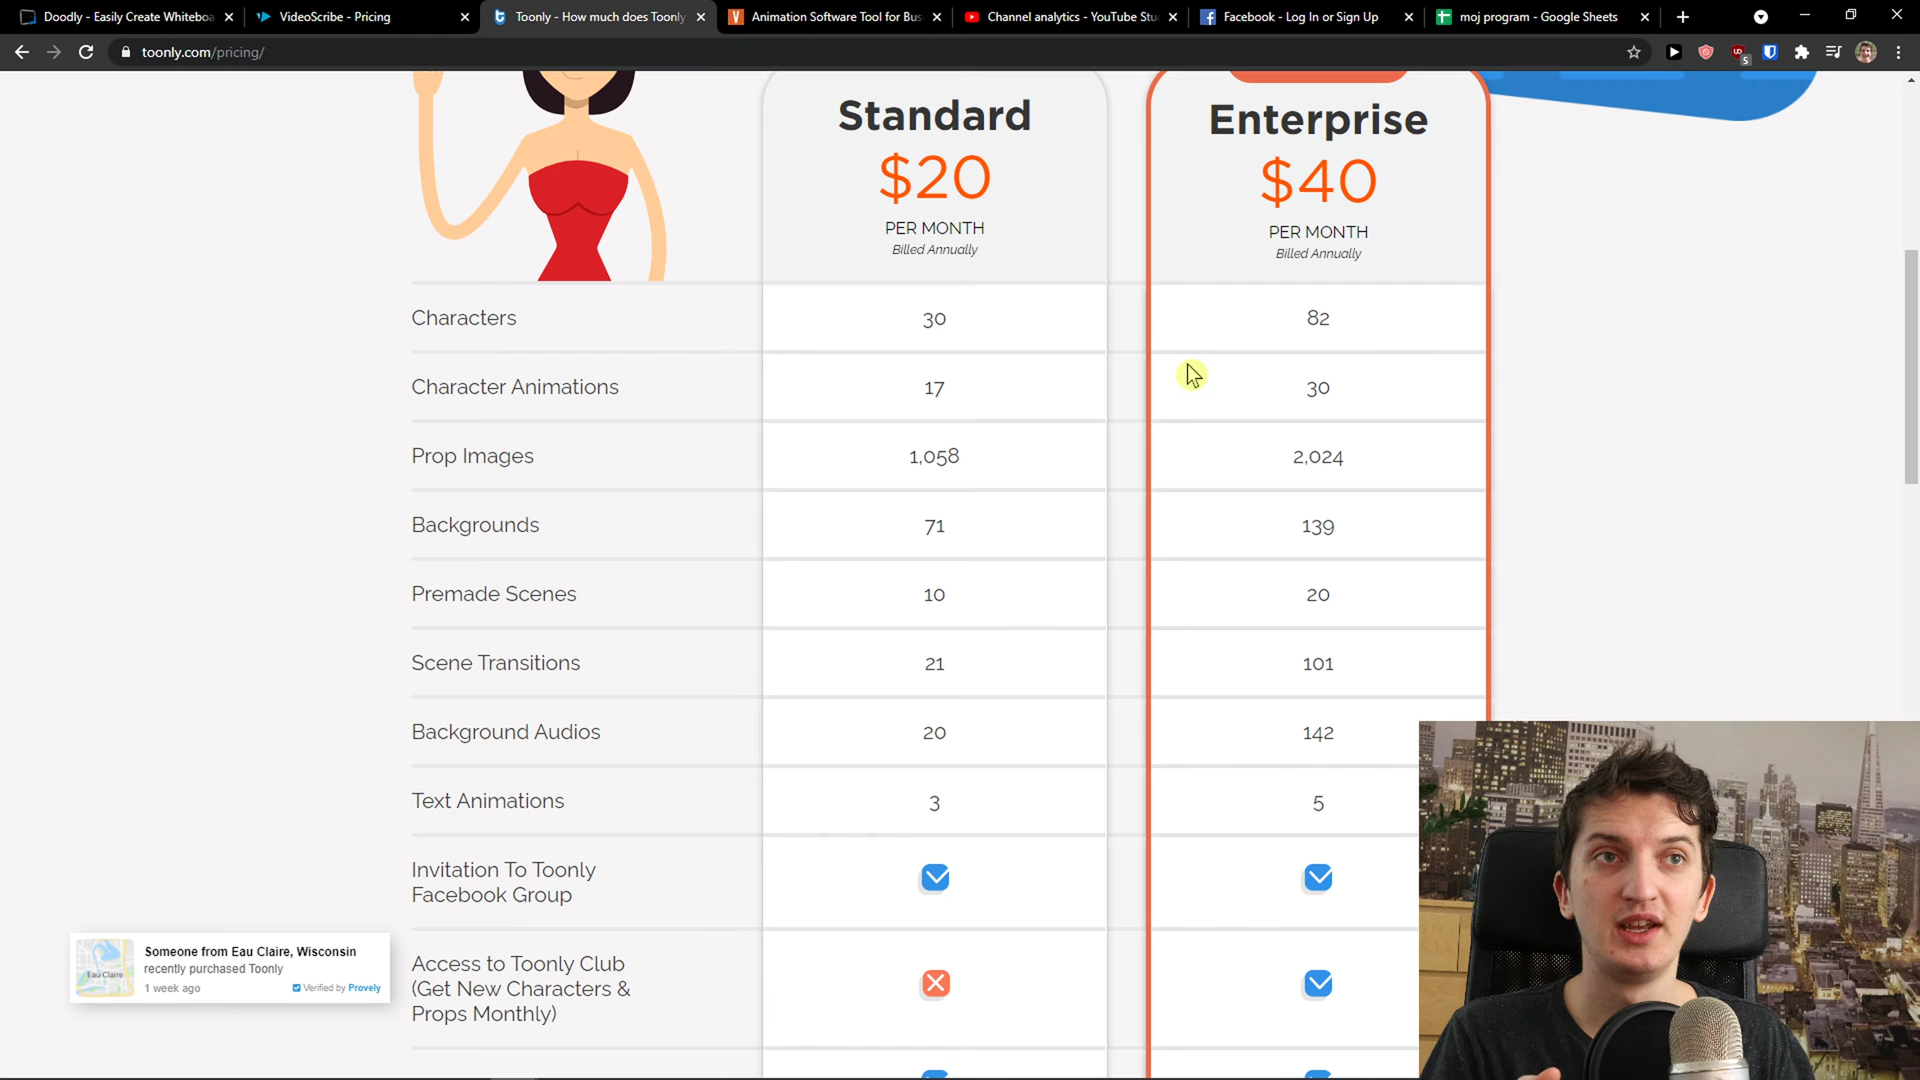 Doodly - Easily Create Whiteboa
VideoScribe - Pricing
Toonly - How much does Toonly
Animation Software Tool for Bus
Channel analytics - YouTube Stu
Facebook - Log In or Sign Up
moj program - Google Sheets
toonly.com/pricing/
5
Standard
$20
PER MONTH
Billed Annually
Enterprise
$40
PER MONTH
Billed Annually
Characters 30 82
Character Animations 17 30
Prop Images 1,058 2,024
Backgrounds 71 139
Premade Scenes 10 20
Scene Transitions 21 101
Background Audios 20 142
Text Animations 3 5
Invitation To Toonly
Facebook Group
Access to Toonly Club
(Get New Characters &
Props Monthly)
Eau Claire
Someone from Eau Claire, Wisconsin
recently purchased Toonly
1 week ago
Verified by Provely